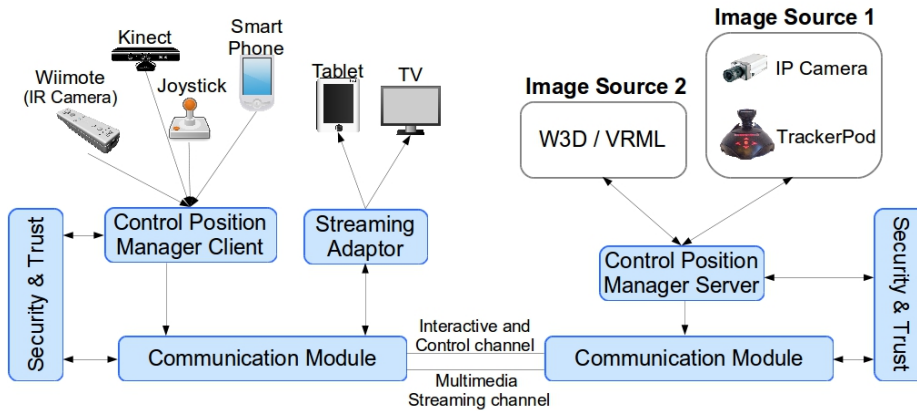 Kinect
Smart
Phone
Wiimote
(IR Camera)
Joystick
Tablet
TV
Image Source 1
IP Camera
TrackerPod
Image Source 2
W3D / VRML
Security & Trust
Control Position
Manager Client
Streaming
Adaptor
Control Position
Manager Server
Security & Trust
Communication Module
Interactive and
Control channel
Multimedia
Streaming channel
Communication Module